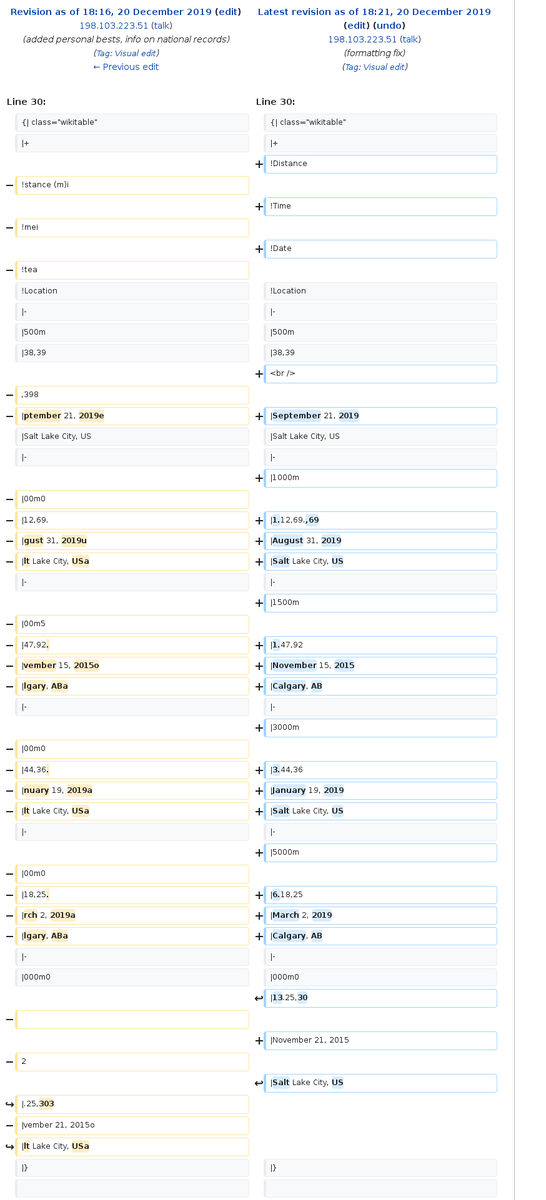 Revision as of 18:16, 20 December 2019 (edit)
198.103.223.51 (talk)
(added personal bests, info on national records)
(Tag: Visual edit)
← Previous edit
Latest revision as of 18:21, 20 December 2019
(edit) (undo)
198.103.223.51 (talk)
(formatting fix)
(Tag: Visual edit)
Line 30:
Line 30:
{| class="wikitable"
{| class="wikitable"
|+
|+
+ !Distance
− !stance (m)i
+ !Time
− !mei
+ !Date
− !tea
!Location
!Location
|-
|-
|500m
|500m
|38,39
|38,39
+ <br />
− ,398
− |ptember 21, 2019e
+ |September 21, 2019
|Salt Lake City, US
|Salt Lake City, US
|-
|-
+ |1000m
− |00m0
− |12,69.
+ |1.12,69.,69
− |gust 31, 2019u
+ |August 31, 2019
− |lt Lake City, USa
+ |Salt Lake City, US
|-
|-
+ |1500m
− |00m5
− |47,92.
+ |1.47,92
− |vember 15, 2015o
+ |November 15, 2015
− |lgary, ABa
+ |Calgary, AB
|-
|-
+ |3000m
− |00m0
− |44,36.
+ |3.44,36
− |nuary 19, 2019a
+ |January 19, 2019
− |lt Lake City, USa
+ |Salt Lake City, US
|-
|-
+ |5000m
− |00m0
− |18,25.
+ |6.18,25
− |rch 2, 2019a
+ |March 2, 2019
− |lgary, ABa
+ |Calgary, AB
|-
|-
|000m0
|000m0
↩ |13.25,30
−
+ |November 21, 2015
− 2
↩ |Salt Lake City, US
↪ |.25,303
− |vember 21, 2015o
↪ |lt Lake City, USa
|}
|}